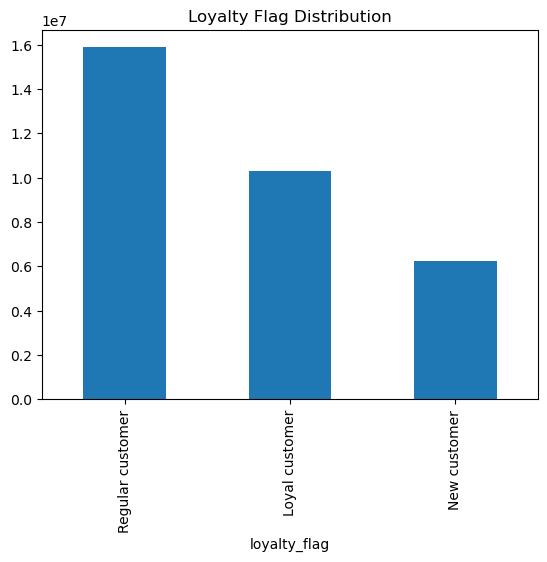 Loyalty Flag Distribution
1e7
1.6
1.4
1.2
1.0
0.8
0.6
0.4
0.2
0.0
Regular customer
Loyal customer
New customer
loyalty_flag